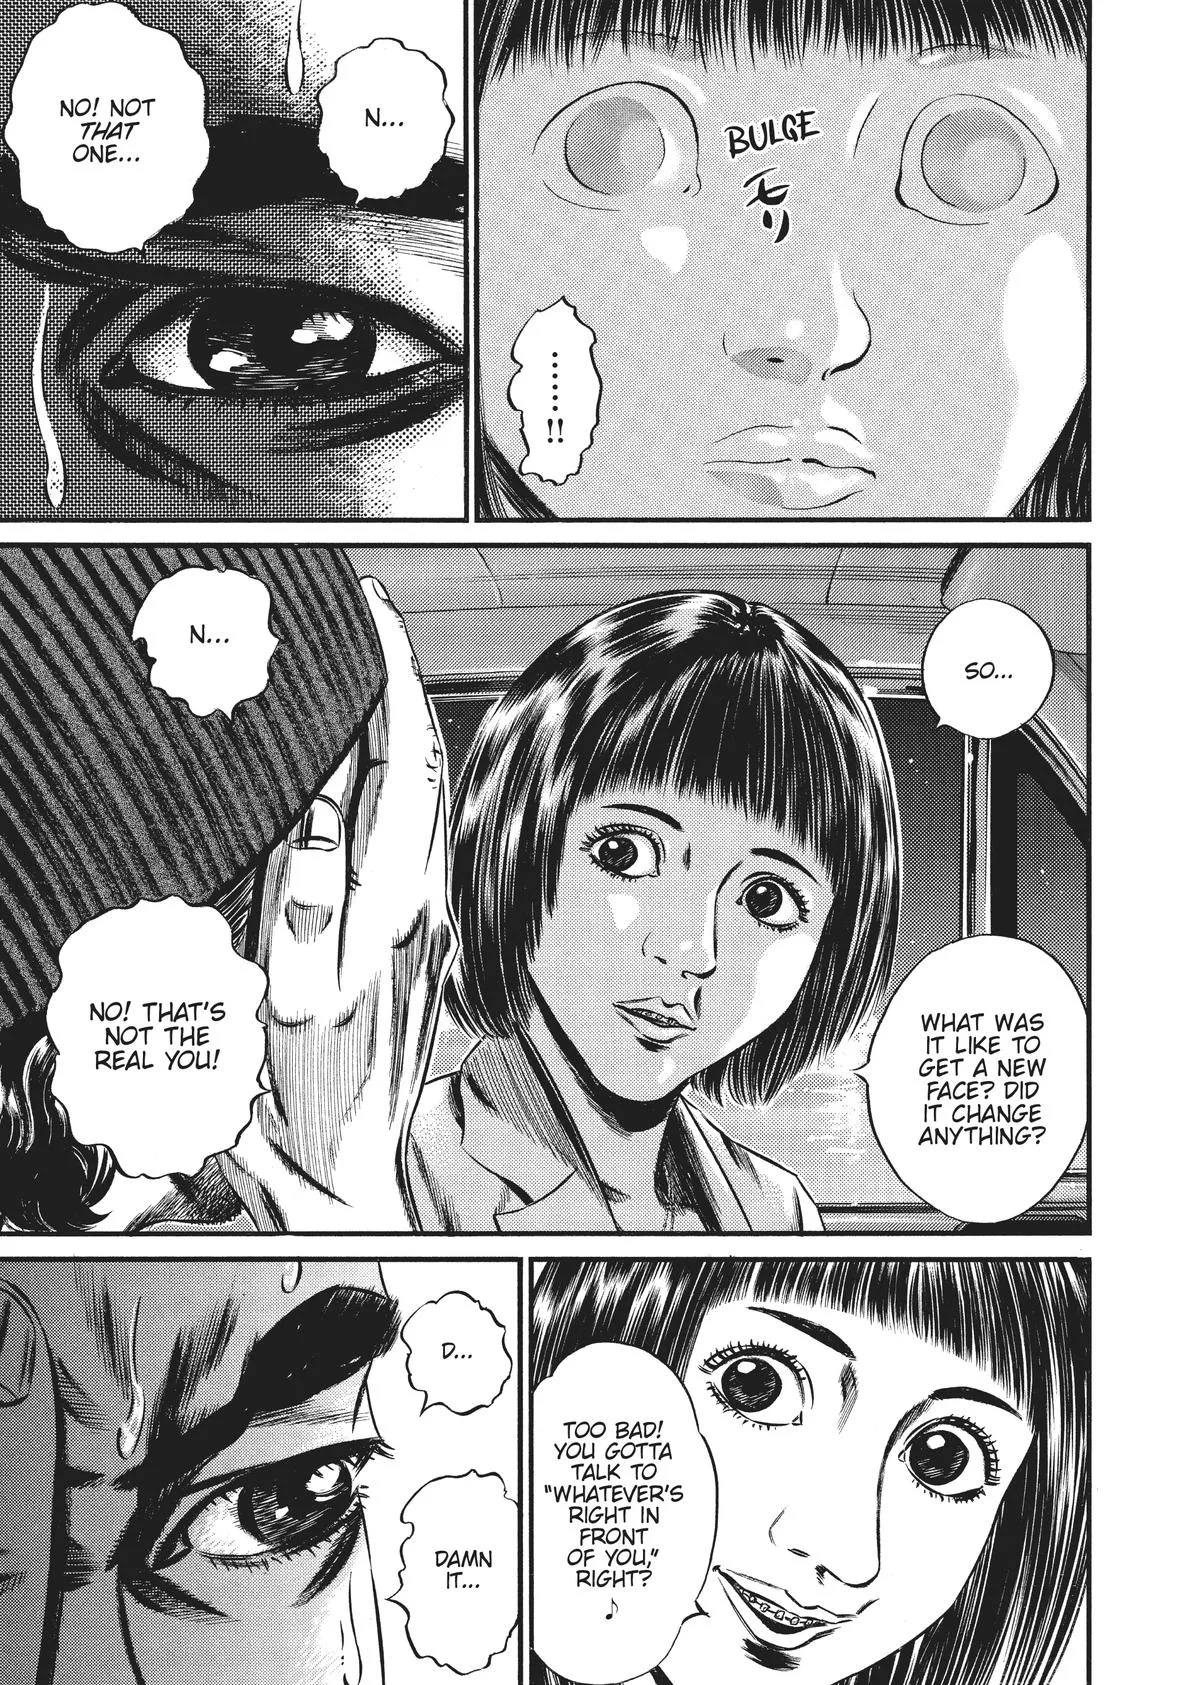 BULGE
モリ
......!!
N...
NO! NOT
THAT
ONE...
SO...
WHAT WAS
IT LIKE TO
GET A NEW
FACE? DID
IT CHANGE
ANYTHING?
N...
NO! THAT'S
NOT THE
REAL YOU!
TOO BAD!
YOU GOTTA
TALK TO
"WHATEVER'S
RIGHT IN
FRONT
OF YOU,"
RIGHT?
♪
D...
DAMN
IT...